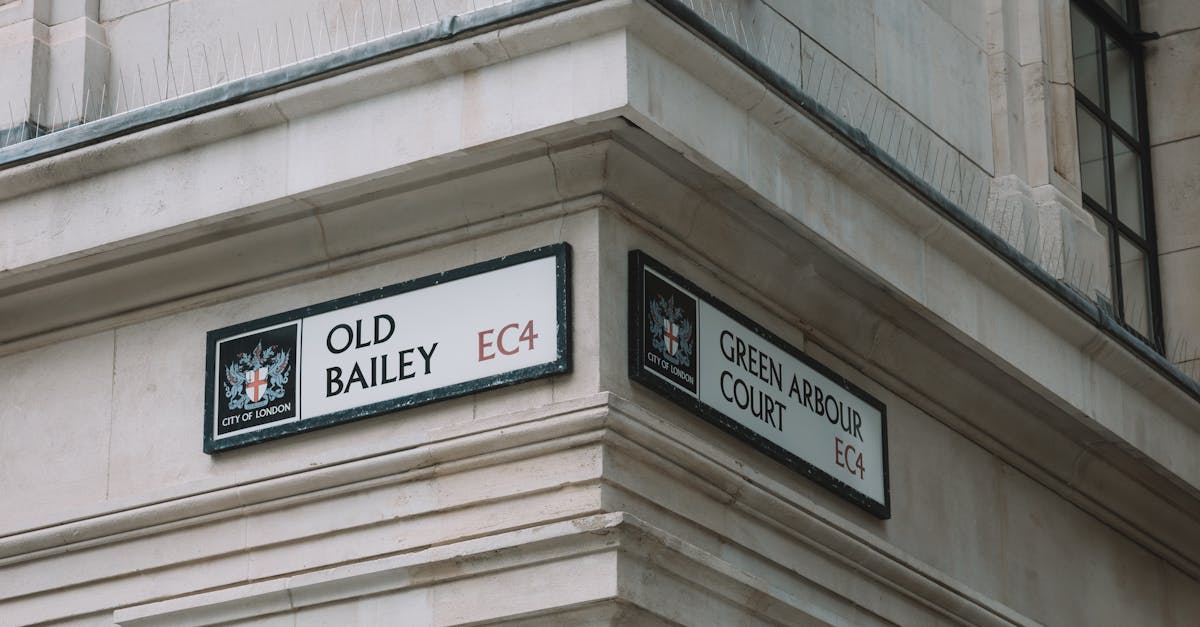 OLD
BAILEY
EC4
CITY OF LONDON
GREEN ARBOUR
COURT
EC4
CITY OF LONDON